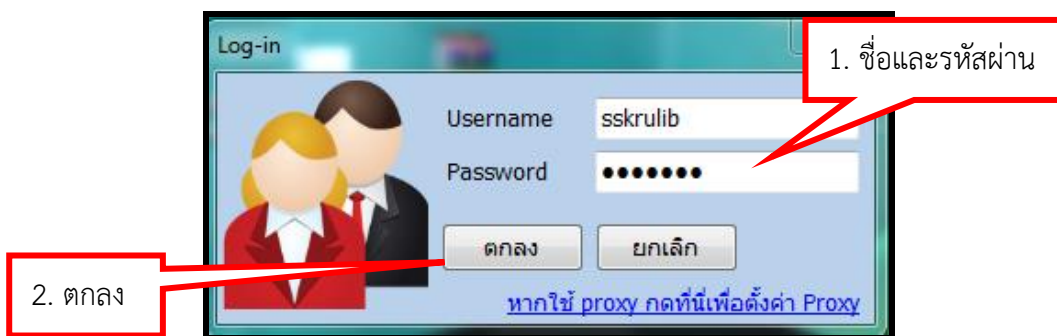 Log-in
1. ชื่อและรหัสผ่าน
Username sskrulib
Password ●●●●●●●
ตกลง ยกเลิก
2. ตกลง
หากใช้ proxy กดที่นี่เพื่อตั้งค่า Proxy